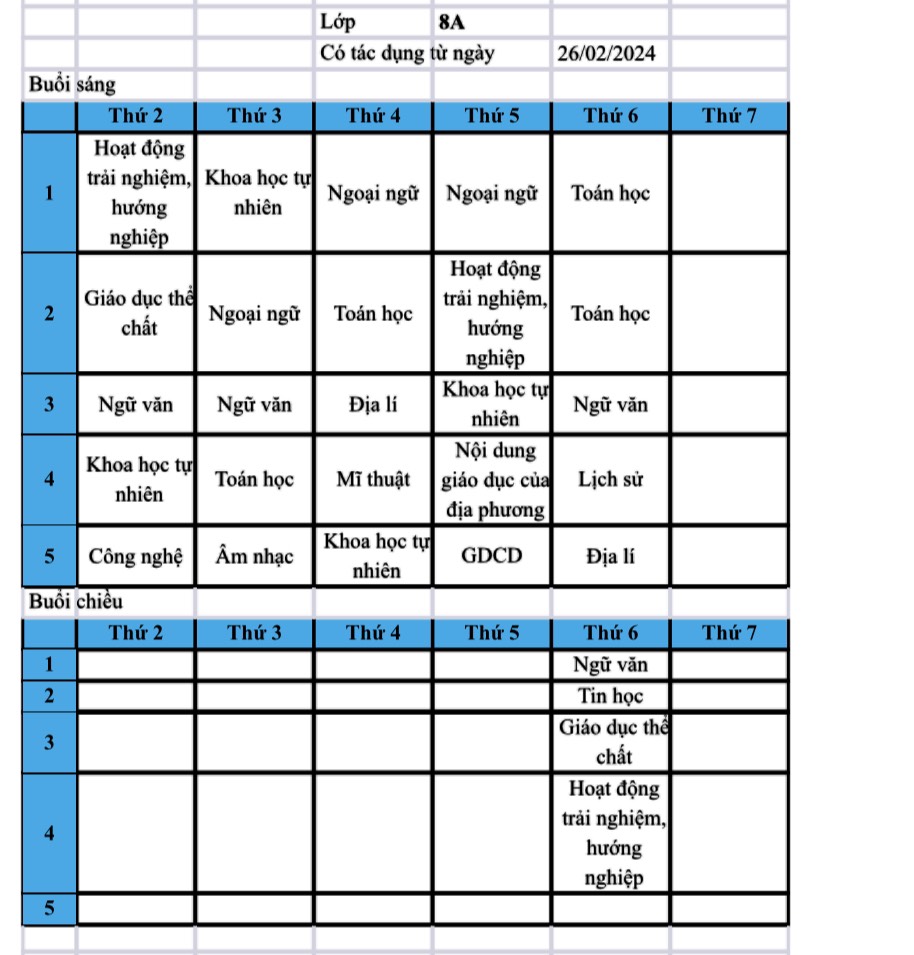 Lớp 8A
Có tác dụng từ ngày 26/02/2024
Buổi sáng
Thứ 2 Thứ 3 Thứ 4 Thứ 5 Thứ 6 Thứ 7
1 Hoạt động trải nghiệm, hướng nghiệp Khoa học tự nhiên Ngoại ngữ Ngoại ngữ Toán học
2 Giáo dục thể chất Ngoại ngữ Toán học Hoạt động trải nghiệm, hướng nghiệp Toán học
3 Ngữ văn Ngữ văn Địa lí Khoa học tự nhiên Ngữ văn
4 Khoa học tự nhiên Toán học Mĩ thuật Nội dung giáo dục của địa phương Lịch sử
5 Công nghệ Âm nhạc Khoa học tự nhiên GDCD Địa lí
Buổi chiều
Thứ 2 Thứ 3 Thứ 4 Thứ 5 Thứ 6 Thứ 7
1 Ngữ văn
2 Tin học
3 Giáo dục thể chất
4 Hoạt động trải nghiệm, hướng nghiệp
5